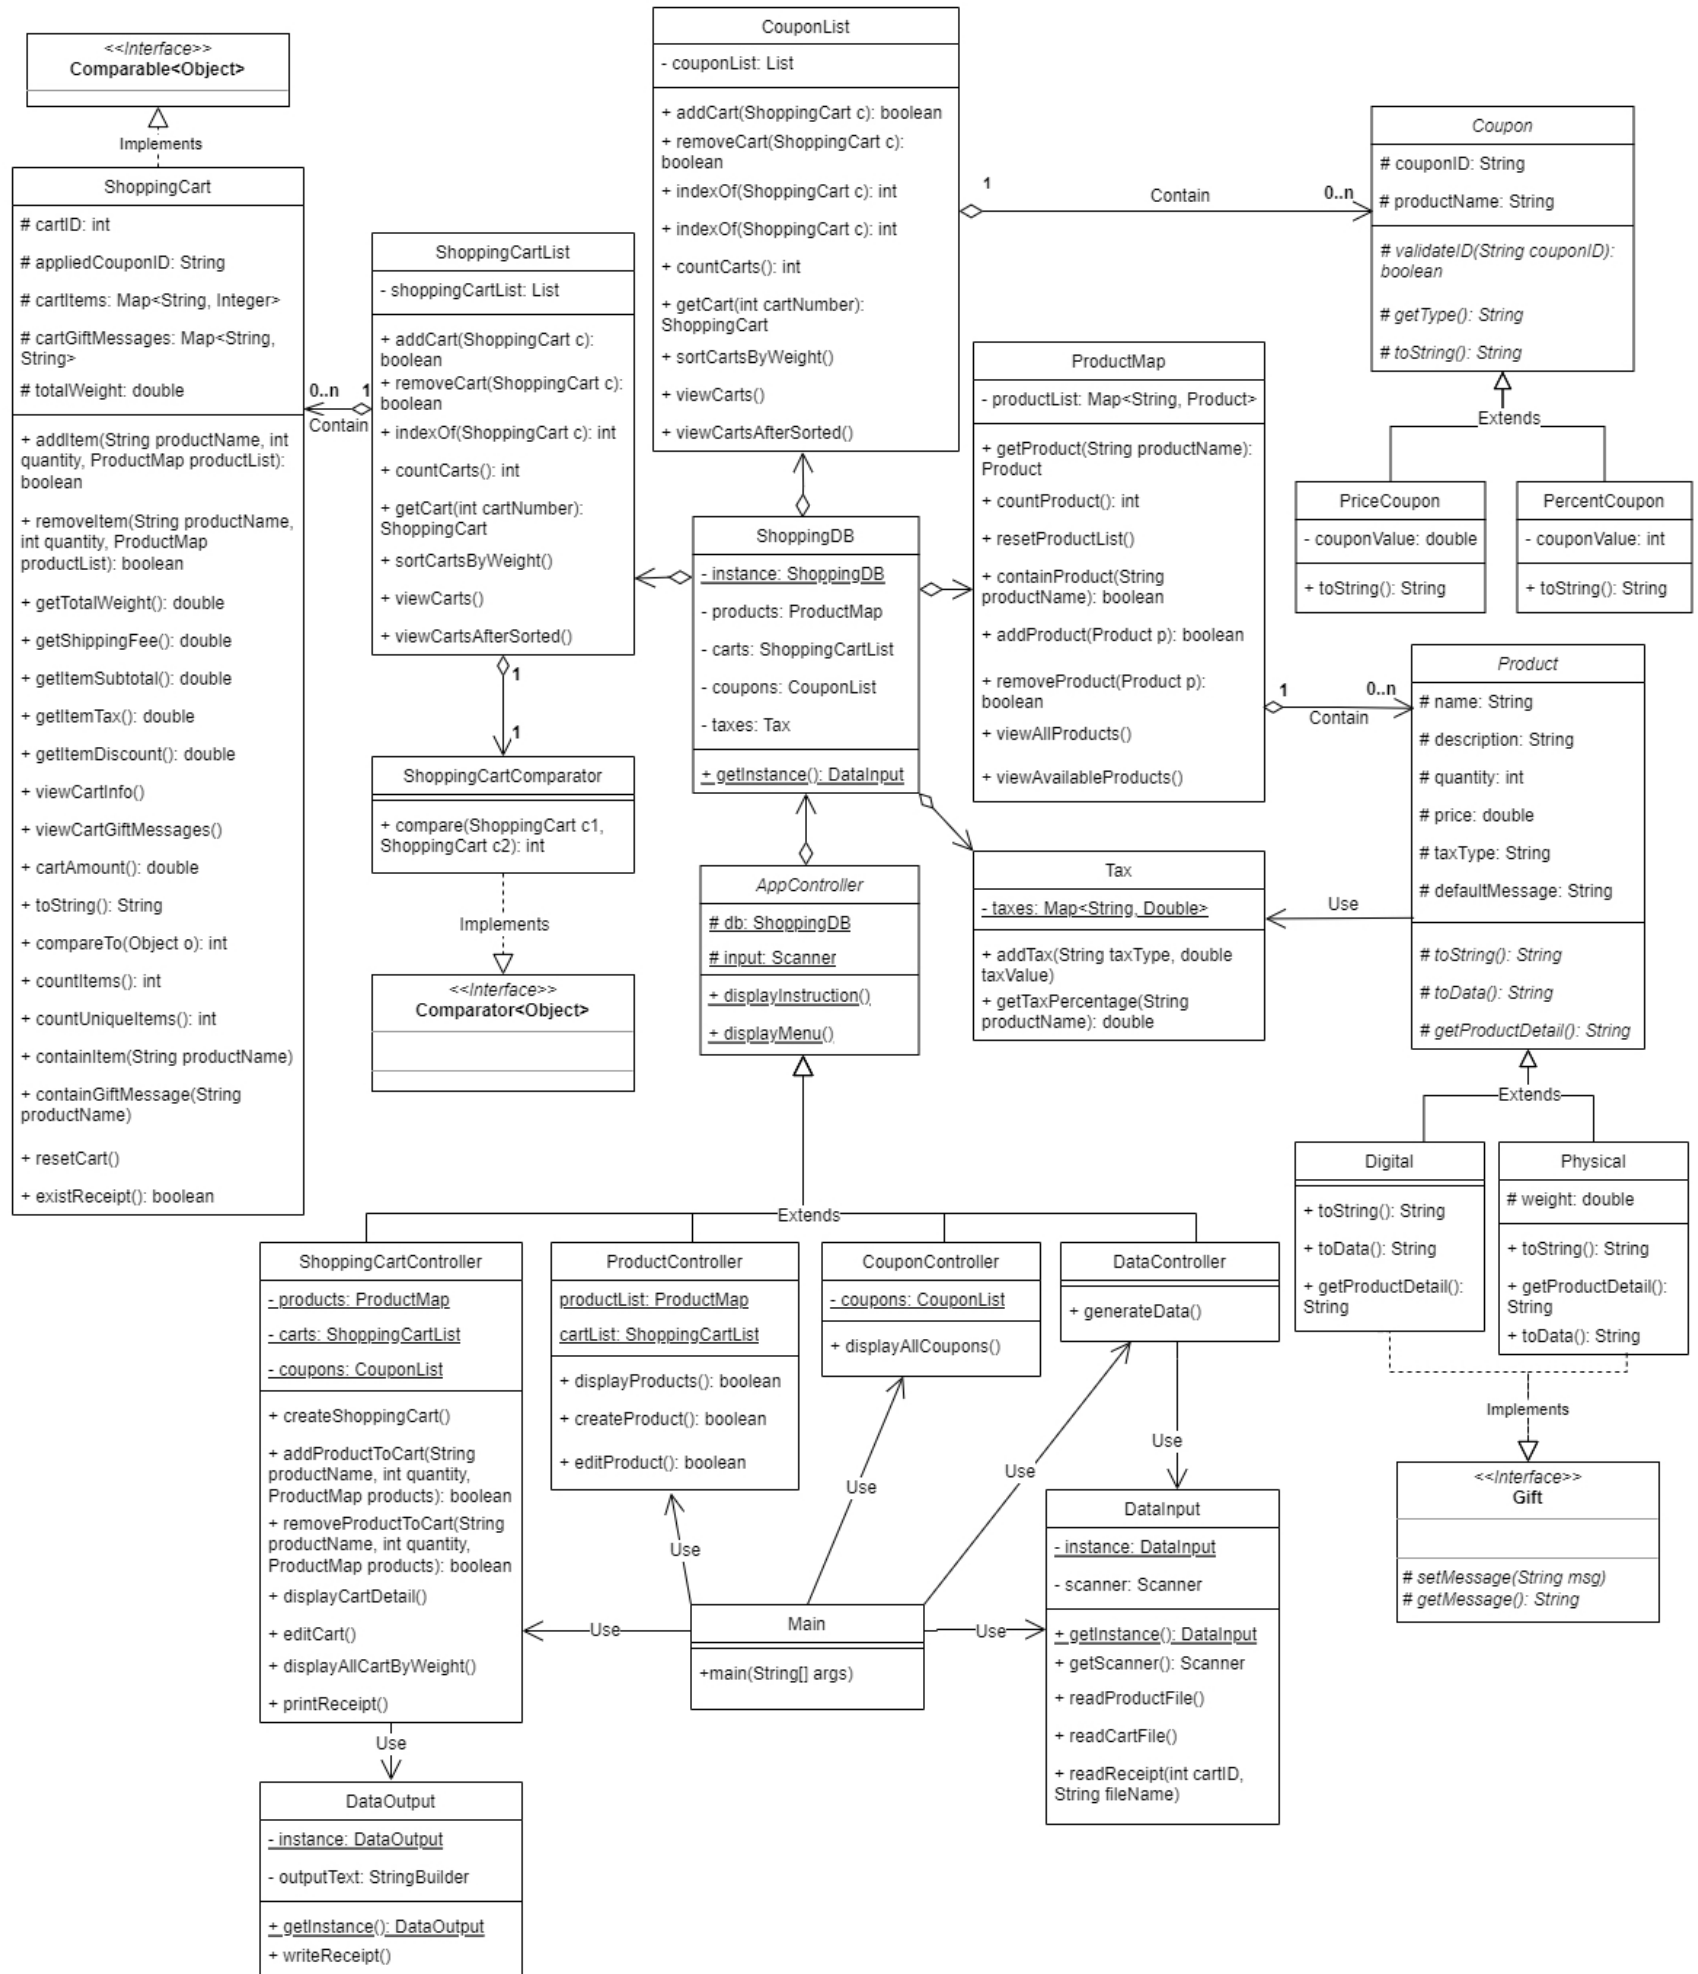 <<Interface>>
Comparable<Object>
Implements
ShoppingCart
# cartID: int
# appliedCouponID: String
# cartItems: Map<String, Integer>
# cartGiftMessages: Map<String,
String>
# totalWeight: double
+ addItem(String productName, int
quantity, ProductMap productList):
boolean
+ removeItem(String productName,
int quantity, ProductMap
productList): boolean
+ getTotalWeight(): double
+ getShippingFee(): double
+ getItemSubtotal(): double
+ getItemTax(): double
+ getItemDiscount(): double
+ viewCartInfo()
+ viewCartGiftMessages()
+ cartAmount(): double
+ toString(): String
+ compareTo(Object o): int
+ countItems(): int
+ countUniqueItems(): int
+ containItem(String productName)
+ containGiftMessage(String
productName)
+ resetCart()
+ existReceipt(): boolean
0..n
1
Contain
ShoppingCartList
- shoppingCartList: List
+ addCart(ShoppingCart c):
boolean
+ removeCart(ShoppingCart c):
boolean
+ indexOf(ShoppingCart c): int
+ countCarts(): int
+ getCart(int cartNumber):
ShoppingCart
+ sortCartsByWeight()
+ viewCarts()
+ viewCartsAfterSorted()
1
1
ShoppingCartComparator
+ compare(ShoppingCart c1,
ShoppingCart c2): int
Implements
<<Interface>>
Comparator<Object>
CouponList
- couponList: List
+ addCart(ShoppingCart c): boolean
+ removeCart(ShoppingCart c):
boolean
+ indexOf(ShoppingCart c): int
+ indexOf(ShoppingCart c): int
+ countCarts(): int
+ getCart(int cartNumber):
ShoppingCart
+ sortCartsByWeight()
+ viewCarts()
+ viewCartsAfterSorted()
1
Contain
0..n
Coupon
# couponID: String
# productName: String
# validateID(String couponID):
boolean
# getType(): String
# toString(): String
Extends
PriceCoupon
- couponValue: double
+ toString(): String
PercentCoupon
- couponValue: int
+ toString(): String
ShoppingDB
- instance: ShoppingDB
- products: ProductMap
- carts: ShoppingCartList
- coupons: CouponList
- taxes: Tax
+ getInstance(): DataInput
ProductMap
- productList: Map<String, Product>
+ getProduct(String productName):
Product
+ countProduct(): int
+ resetProductList()
+ containProduct(String
productName): boolean
+ addProduct(Product p): boolean
+ removeProduct(Product p):
boolean
+ viewAllProducts()
+ viewAvailableProducts()
1
0..n
Contain
Product
# name: String
# description: String
# quantity: int
# price: double
# taxType: String
# defaultMessage: String
# toString(): String
# toData(): String
# getProductDetail(): String
Use
Tax
- taxes: Map<String, Double>
+ addTax(String taxType, double
taxValue)
+ getTaxPercentage(String
productName): double
AppController
# db: ShoppingDB
# input: Scanner
+ displayInstruction()
+ displayMenu()
Extends
Extends
Digital
+ toString(): String
+ toData(): String
+ getProductDetail():
String
Physical
# weight: double
+ toString(): String
+ getProductDetail():
String
+ toData(): String
Implements
<<Interface>>
Gift
# setMessage(String msg)
# getMessage(): String
ShoppingCartController
- products: ProductMap
- carts: ShoppingCartList
- coupons: CouponList
+ createShoppingCart()
+ addProductToCart(String
productName, int quantity,
ProductMap products): boolean
+ removeProductToCart(String
productName, int quantity,
ProductMap products): boolean
+ displayCartDetail()
+ editCart()
+ displayAllCartByWeight()
+ printReceipt()
ProductController
productList: ProductMap
cartList: ShoppingCartList
+ displayProducts(): boolean
+ createProduct(): boolean
+ editProduct(): boolean
CouponController
- coupons: CouponList
+ displayAllCoupons()
DataController
+ generateData()
Use
Use
Use
Use
Use
Use
Main
+main(String[] args)
DataInput
- instance: DataInput
- scanner: Scanner
+ getInstance(): DataInput
+ getScanner(): Scanner
+ readProductFile()
+ readCartFile()
+ readReceipt(int cartID,
String fileName)
Use
DataOutput
- instance: DataOutput
- outputText: StringBuilder
+ getInstance(): DataOutput
+ writeReceipt()